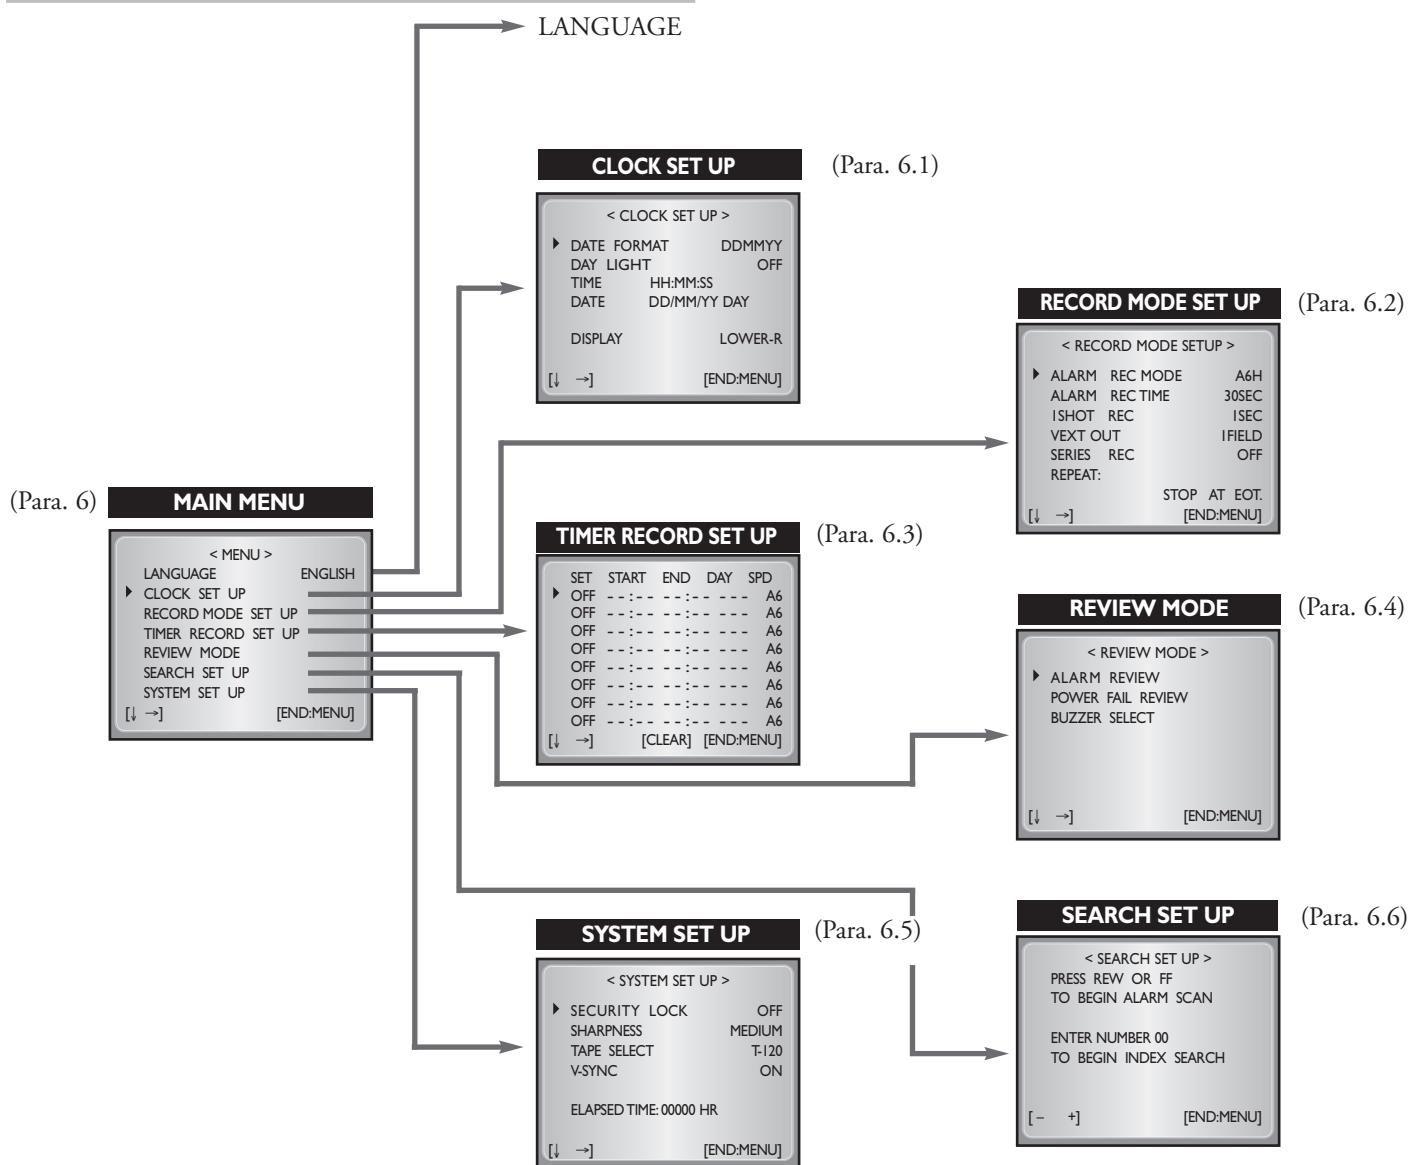 LANGUAGE
CLOCK SET UP (Para. 6.1)
< CLOCK SET UP >
DATE FORMAT DDMMYY
DAY LIGHT OFF
TIME HH:MM:SS
DATE DD/MM/YY DAY
DISPLAY LOWER-R
[↓ →] [END:MENU]
RECORD MODE SET UP (Para. 6.2)
< RECORD MODE SETUP >
ALARM REC MODE A6H
ALARM REC TIME 30SEC
1SHOT REC 1SEC
VEXT OUT 1FIELD
SERIES REC OFF
REPEAT:
STOP AT EOT.
[↓ →] [END:MENU]
(Para. 6) MAIN MENU
< MENU >
LANGUAGE ENGLISH
CLOCK SET UP
RECORD MODE SET UP
TIMER RECORD SET UP
REVIEW MODE
SEARCH SET UP
SYSTEM SET UP
[↓ →] [END:MENU]
TIMER RECORD SET UP (Para. 6.3)
SET START END DAY SPD
OFF - -:- - - -:- - - - - A6
OFF - -:- - - -:- - - - - A6
OFF - -:- - - -:- - - - - A6
OFF - -:- - - -:- - - - - A6
OFF - -:- - - -:- - - - - A6
OFF - -:- - - -:- - - - - A6
OFF - -:- - - -:- - - - - A6
OFF - -:- - - -:- - - - - A6
[↓ →] [CLEAR] [END:MENU]
REVIEW MODE (Para. 6.4)
< REVIEW MODE >
ALARM REVIEW
POWER FAIL REVIEW
BUZZER SELECT
[↓ →] [END:MENU]
SYSTEM SET UP (Para. 6.5)
< SYSTEM SET UP >
SECURITY LOCK OFF
SHARPNESS MEDIUM
TAPE SELECT T-120
V-SYNC ON
ELAPSED TIME: 00000 HR
[↓ →] [END:MENU]
SEARCH SET UP (Para. 6.6)
< SEARCH SET UP >
PRESS REW OR FF
TO BEGIN ALARM SCAN
ENTER NUMBER 00
TO BEGIN INDEX SEARCH
[ – +] [END:MENU]